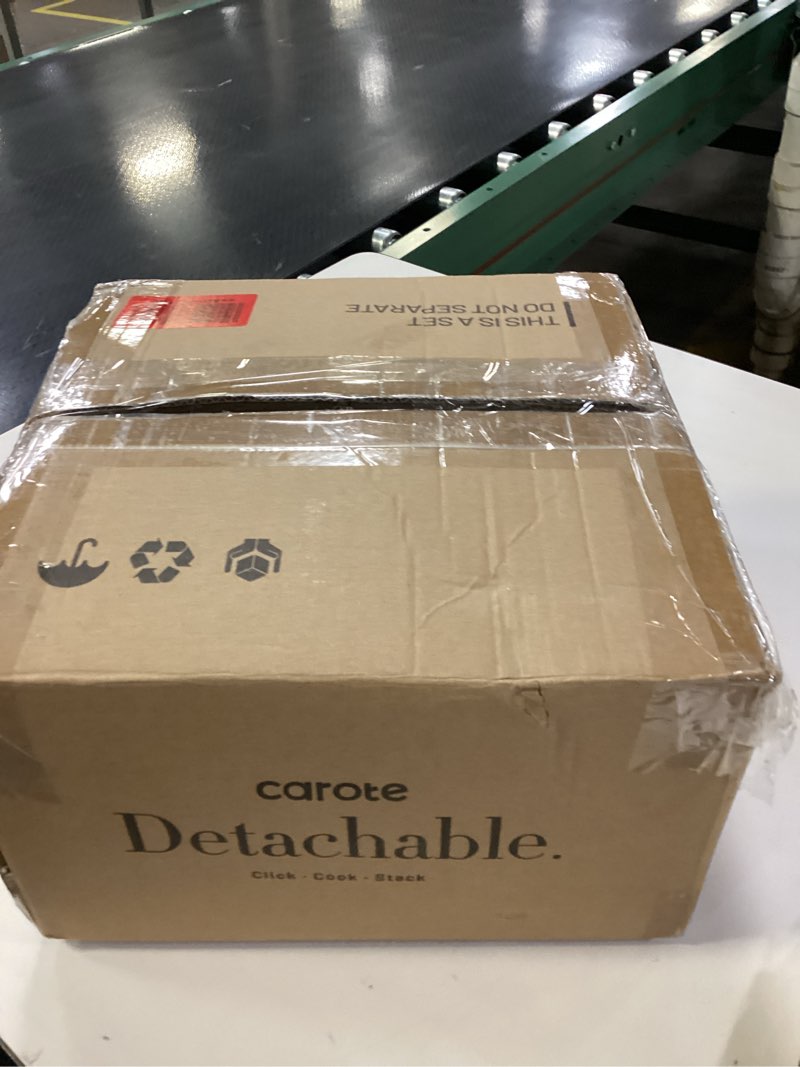 THIS IS A SET
DO NOT SEPARATE
carote
Detachable.
Click · Cook · Stack